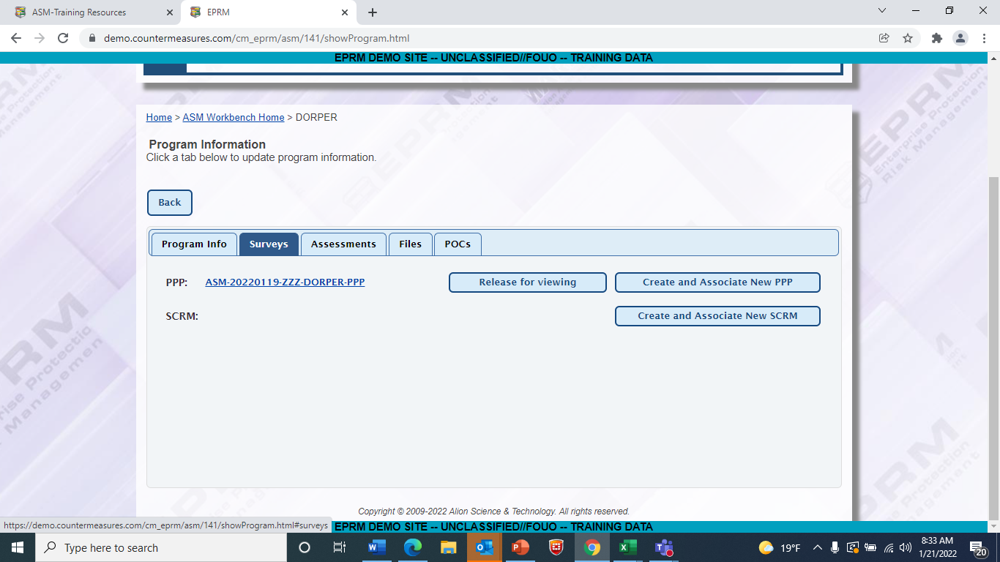 ASM-Training Resources
EPRM
demo.countermeasures.com/cm_eprm/asm/141/showProgram.html
EPRM DEMO SITE -- UNCLASSIFIED//FOUO -- TRAINING DATA
Home > ASM Workbench Home > DORPER
Program Information
Click a tab below to update program information.
Back
Program Info Surveys Assessments Files POCs
PPP: ASM-20220119-ZZZ-DORPER-PPP Release for viewing Create and Associate New PPP
SCRM: Create and Associate New SCRM
EPRM
Enterprise Protection
Risk Management
Copyright © 2009-2022 Alion Science & Technology. All rights reserved.
https://demo.countermeasures.com/cm_eprm/asm/141/showProgram.html#surveys
EPRM DEMO SITE -- UNCLASSIFIED//FOUO -- TRAINING DATA
Type here to search
19°F
8:33 AM
1/21/2022
20